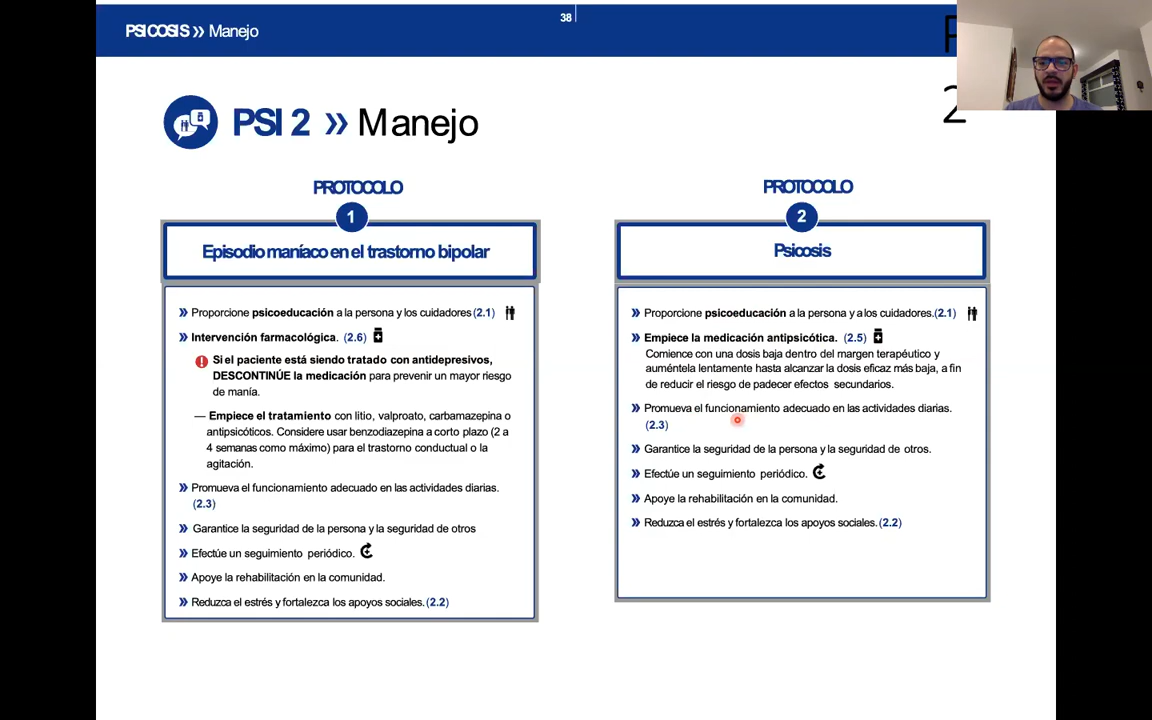 PSICOSIS » Manejo
38
PSI 2 » Manejo
PROTOCOLO
1
Episodio maníaco en el trastorno bipolar
» Proporcione psicoeducación a la persona y los cuidadores (2.1)
» Intervención farmacológica. (2.6)
! Si el paciente está siendo tratado con antidepresivos,
DESCONTINÚE la medicación para prevenir un mayor riesgo
de manía.
— Empiece el tratamiento con litio, valproato, carbamazepina o
antipsicóticos. Considere usar benzodiazepina a corto plazo (2 a
4 semanas como máximo) para el trastorno conductual o la
agitación.
» Promueva el funcionamiento adecuado en las actividades diarias.
(2.3)
» Garantice la seguridad de la persona y la seguridad de otros
» Efectúe un seguimiento periódico.
» Apoye la rehabilitación en la comunidad.
» Reduzca el estrés y fortalezca los apoyos sociales. (2.2)
PROTOCOLO
2
Psicosis
» Proporcione psicoeducación a la persona y a los cuidadores.(2.1)
» Empiece la medicación antipsicótica. (2.5)
Comience con una dosis baja dentro del margen terapéutico y
auméntela lentamente hasta alcanzar la dosis eficaz más baja, a fin
de reducir el riesgo de padecer efectos secundarios.
» Promueva el funcionamiento adecuado en las actividades diarias.
(2.3)
» Garantice la seguridad de la persona y la seguridad de otros.
» Efectúe un seguimiento periódico.
» Apoye la rehabilitación en la comunidad.
» Reduzca el estrés y fortalezca los apoyos sociales. (2.2)
2